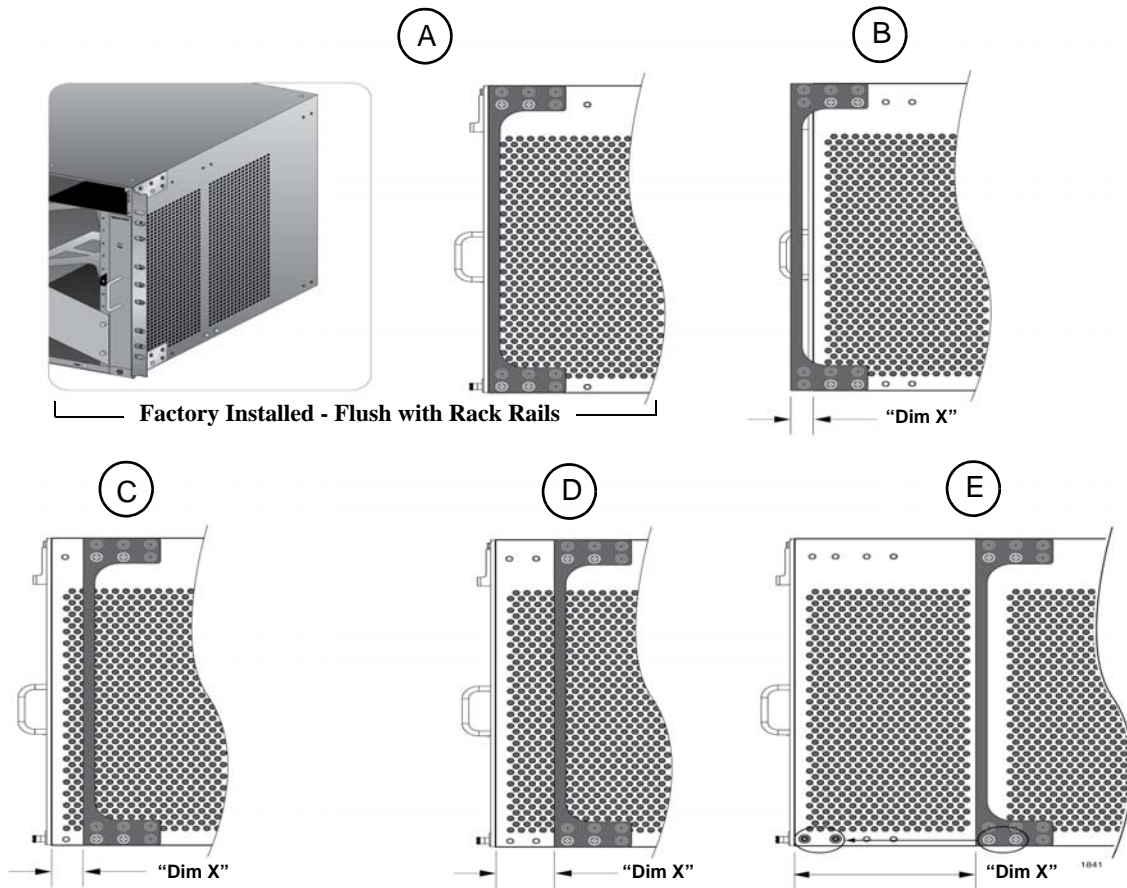 A
B
Factory Installed - Flush with Rack Rails
“Dim X”
C
D
E
“Dim X”
“Dim X”
“Dim X”
1841